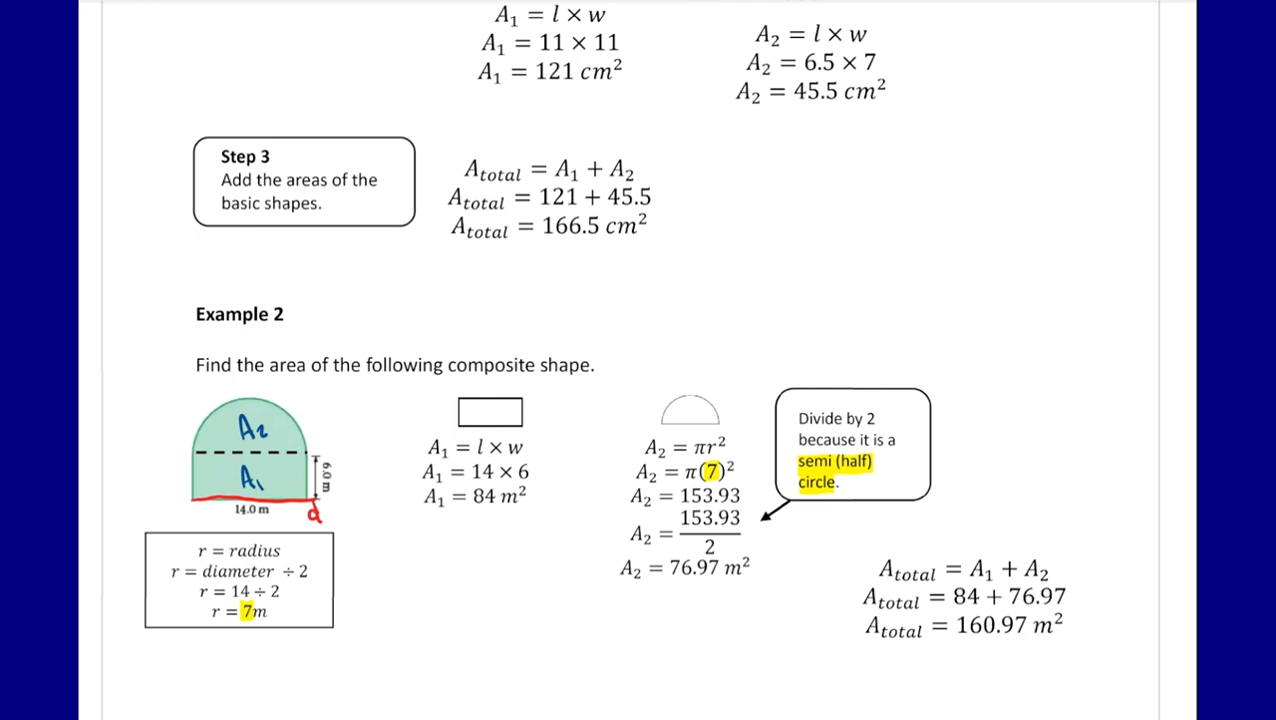 A₁ = l × w
A₁ = 11 × 11
A₁ = 121 cm²
A₂ = l × w
A₂ = 6.5 × 7
A₂ = 45.5 cm²
Step 3
Add the areas of the
basic shapes.
A_total = A₁ + A₂
A_total = 121 + 45.5
A_total = 166.5 cm²
Example 2
Find the area of the following composite shape.
A₂
A₁
6.0 m
14.0 m
d
r = radius
r = diameter ÷ 2
r = 14 ÷ 2
r = 7m
A₁ = l × w
A₁ = 14 × 6
A₁ = 84 m²
A₂ = πr²
A₂ = π(7)²
A₂ = 153.93
A₂ = 153.93 / 2
A₂ = 76.97 m²
Divide by 2
because it is a
semi (half)
circle.
A_total = A₁ + A₂
A_total = 84 + 76.97
A_total = 160.97 m²